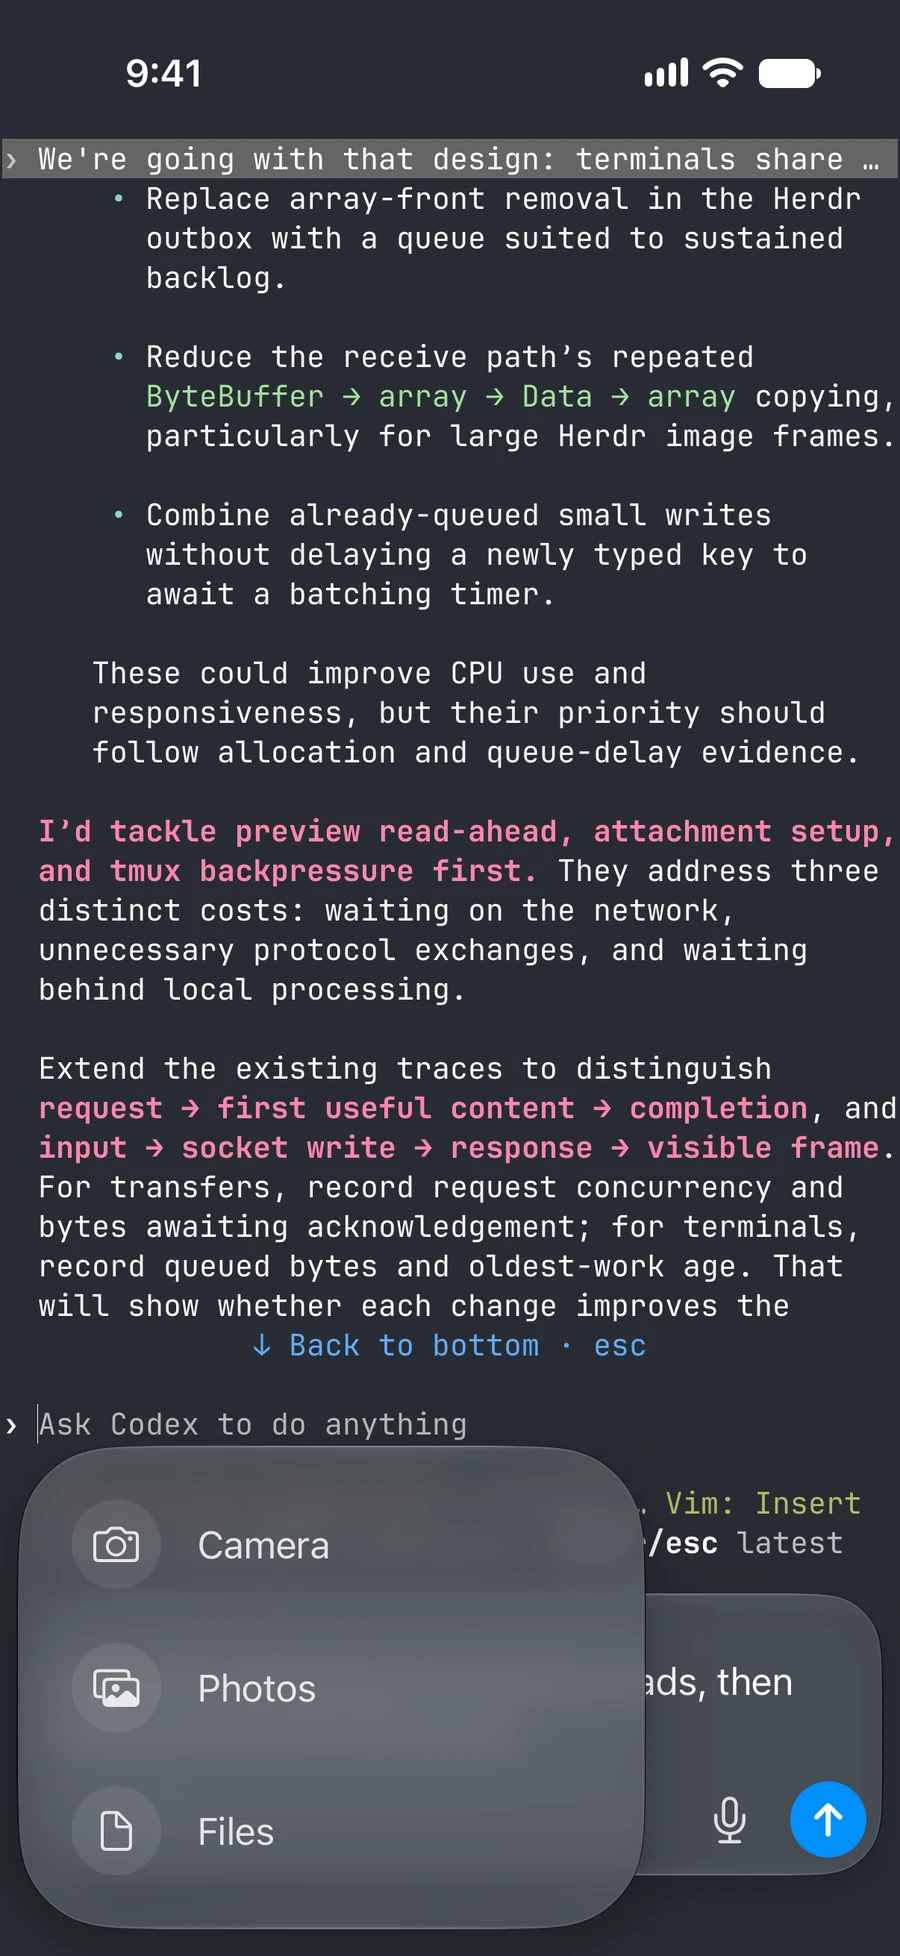 9:41
› We're going with that design: terminals share …
• Replace array-front removal in the Herdr
outbox with a queue suited to sustained
backlog.
• Reduce the receive path’s repeated
ByteBuffer → array → Data → array copying,
particularly for large Herdr image frames.
• Combine already-queued small writes
without delaying a newly typed key to
await a batching timer.
These could improve CPU use and
responsiveness, but their priority should
follow allocation and queue-delay evidence.
I’d tackle preview read-ahead, attachment setup,
and tmux backpressure first. They address three
distinct costs: waiting on the network,
unnecessary protocol exchanges, and waiting
behind local processing.
Extend the existing traces to distinguish
request → first useful content → completion, and
input → socket write → response → visible frame.
For transfers, record request concurrency and
bytes awaiting acknowledgement; for terminals,
record queued bytes and oldest-work age. That
will show whether each change improves the
↓ Back to bottom · esc
› Ask Codex to do anything
Vim: Insert
/esc latest
Camera
then
Photos
Files